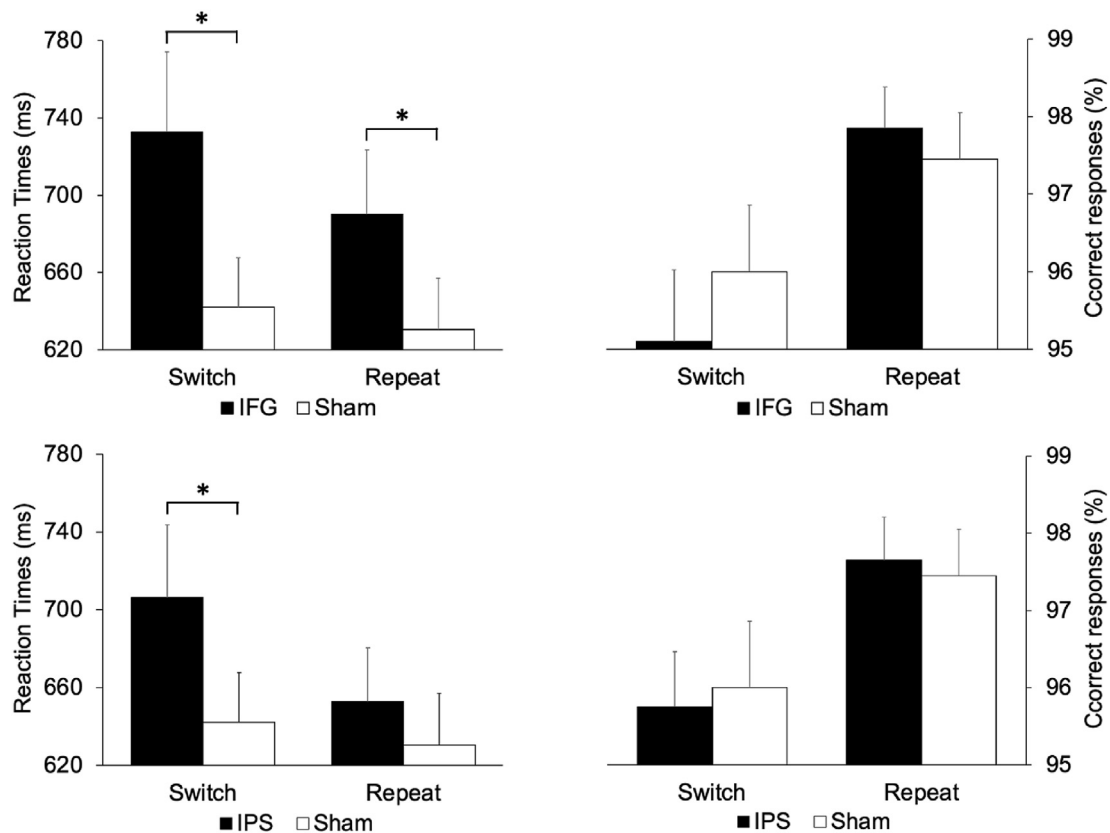 *
*
780
740
700
660
620
Reaction Times (ms)
Switch Repeat
IFG Sham
99
98
97
96
95
Ccorrect responses (%)
Switch Repeat
IFG Sham
*
780
740
700
660
620
Reaction Times (ms)
Switch Repeat
IPS Sham
99
98
97
96
95
Ccorrect responses (%)
Switch Repeat
IPS Sham